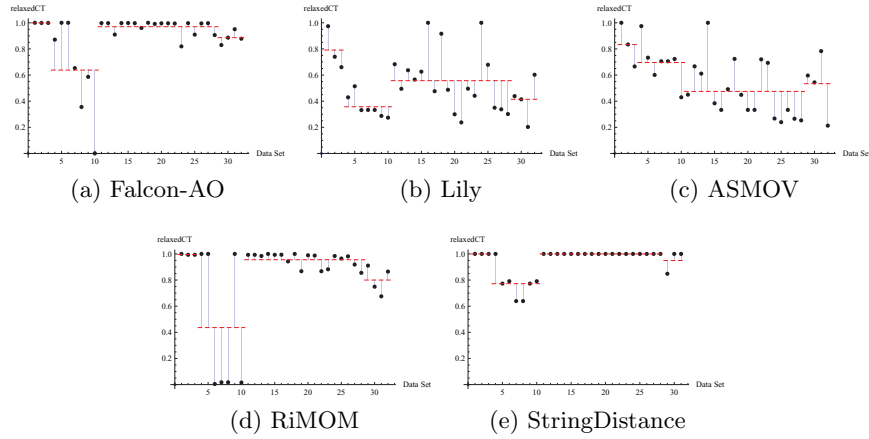 relaxedCT
1.0
0.8
0.6
0.4
0.2
5 10 15 20 25 30
Data Set
(a) Falcon-AO
relaxedCT
1.0
0.8
0.6
0.4
0.2
5 10 15 20 25 30
Data Set
(b) Lily
relaxedCT
1.0
0.8
0.6
0.4
0.2
5 10 15 20 25 30
Data Set
(c) ASMOV
relaxedCT
1.0
0.8
0.6
0.4
0.2
5 10 15 20 25 30
Data Set
(d) RiMOM
relaxedCT
1.0
0.8
0.6
0.4
0.2
5 10 15 20 25 30
Data Set
(e) StringDistance